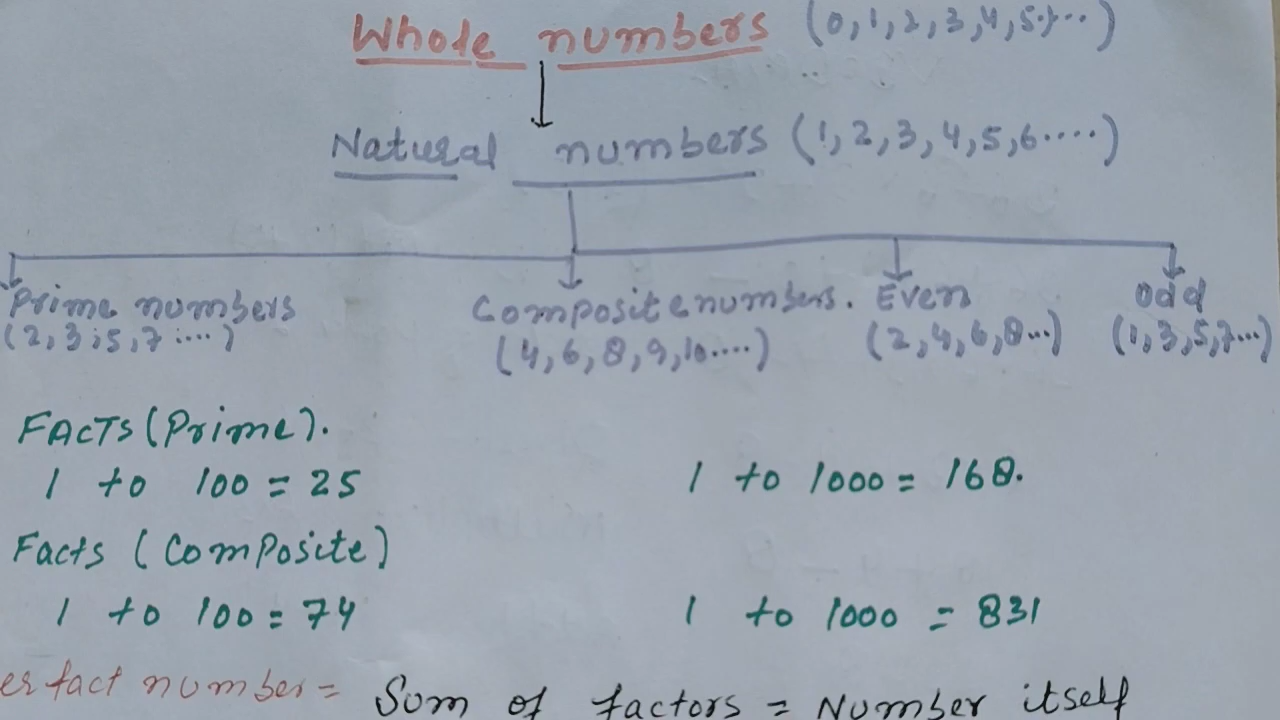 Whole numbers (0,1,2,3,4,5,...)
Natural numbers (1,2,3,4,5,6....)
Prime numbers
(2,3,5,7....)
Composite numbers.
(4,6,8,9,10....)
Even
(2,4,6,8...)
odd
(1,3,5,7...)
FACTS (Prime).
1 to 100 = 25
1 to 1000 = 168.
Facts (Composite)
1 to 100 = 74
1 to 1000 = 831
erfact number = Sum of factors = Number itself